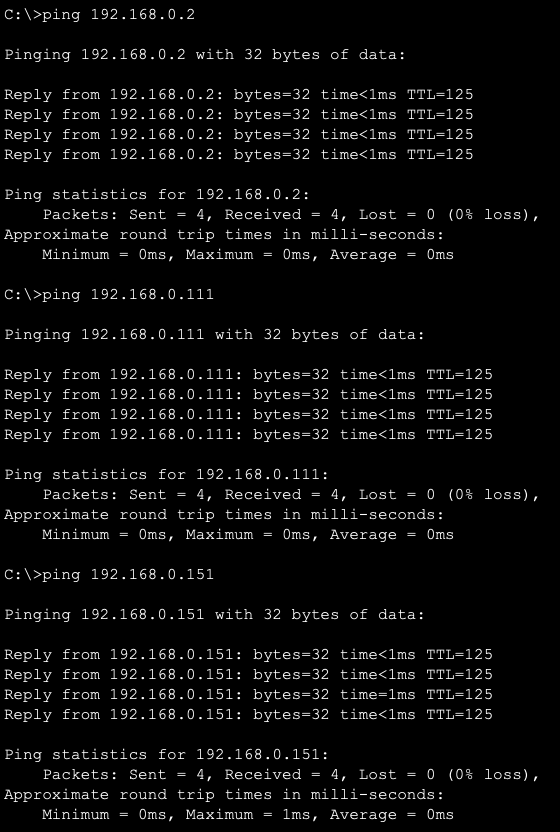 C:\>ping 192.168.0.2
Pinging 192.168.0.2 with 32 bytes of data:
Reply from 192.168.0.2: bytes=32 time<1ms TTL=125
Reply from 192.168.0.2: bytes=32 time<1ms TTL=125
Reply from 192.168.0.2: bytes=32 time<1ms TTL=125
Reply from 192.168.0.2: bytes=32 time<1ms TTL=125
Ping statistics for 192.168.0.2:
    Packets: Sent = 4, Received = 4, Lost = 0 (0% loss),
Approximate round trip times in milli-seconds:
    Minimum = 0ms, Maximum = 0ms, Average = 0ms
C:\>ping 192.168.0.111
Pinging 192.168.0.111 with 32 bytes of data:
Reply from 192.168.0.111: bytes=32 time<1ms TTL=125
Reply from 192.168.0.111: bytes=32 time<1ms TTL=125
Reply from 192.168.0.111: bytes=32 time<1ms TTL=125
Reply from 192.168.0.111: bytes=32 time<1ms TTL=125
Ping statistics for 192.168.0.111:
    Packets: Sent = 4, Received = 4, Lost = 0 (0% loss),
Approximate round trip times in milli-seconds:
    Minimum = 0ms, Maximum = 0ms, Average = 0ms
C:\>ping 192.168.0.151
Pinging 192.168.0.151 with 32 bytes of data:
Reply from 192.168.0.151: bytes=32 time<1ms TTL=125
Reply from 192.168.0.151: bytes=32 time<1ms TTL=125
Reply from 192.168.0.151: bytes=32 time=1ms TTL=125
Reply from 192.168.0.151: bytes=32 time<1ms TTL=125
Ping statistics for 192.168.0.151:
    Packets: Sent = 4, Received = 4, Lost = 0 (0% loss),
Approximate round trip times in milli-seconds:
    Minimum = 0ms, Maximum = 1ms, Average = 0ms